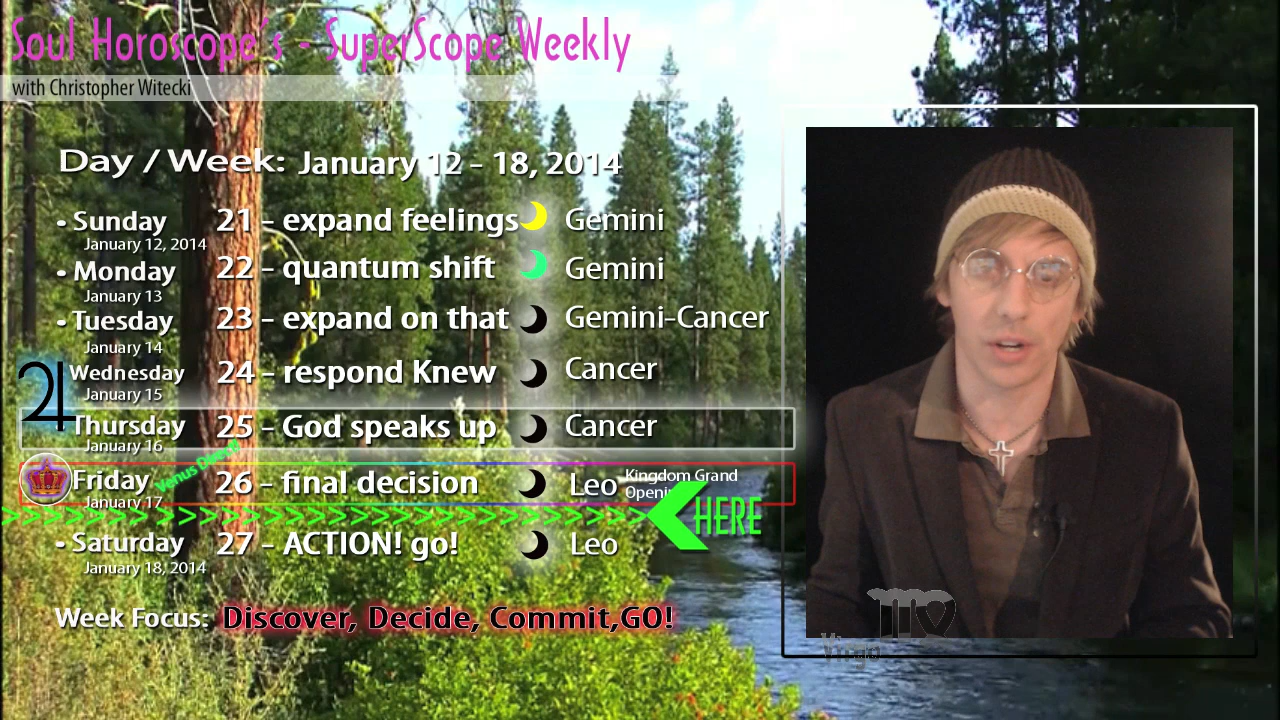 Soul Horoscope's - SuperScope Weekly
with Christopher Witecki
Day / Week: January 12 - 18, 2014
• Sunday 21 - expand feelings Gemini
January 12, 2014
• Monday 22 - quantum shift Gemini
January 13
• Tuesday 23 - expand on that Gemini-Cancer
January 14
Wednesday 24 - respond Knew Cancer
January 15
Thursday 25 - God speaks up Cancer
January 16
Friday 26 - final decision Leo Kingdom Grand
January 17 Venus
>>>>>>>>>>>>>>>>>>>>>>>>>>>>>>>> HERE
• Saturday 27 - ACTION! go! Leo
January 18, 2014
Week Focus: Discover, Decide, Commit,GO!
Virgo